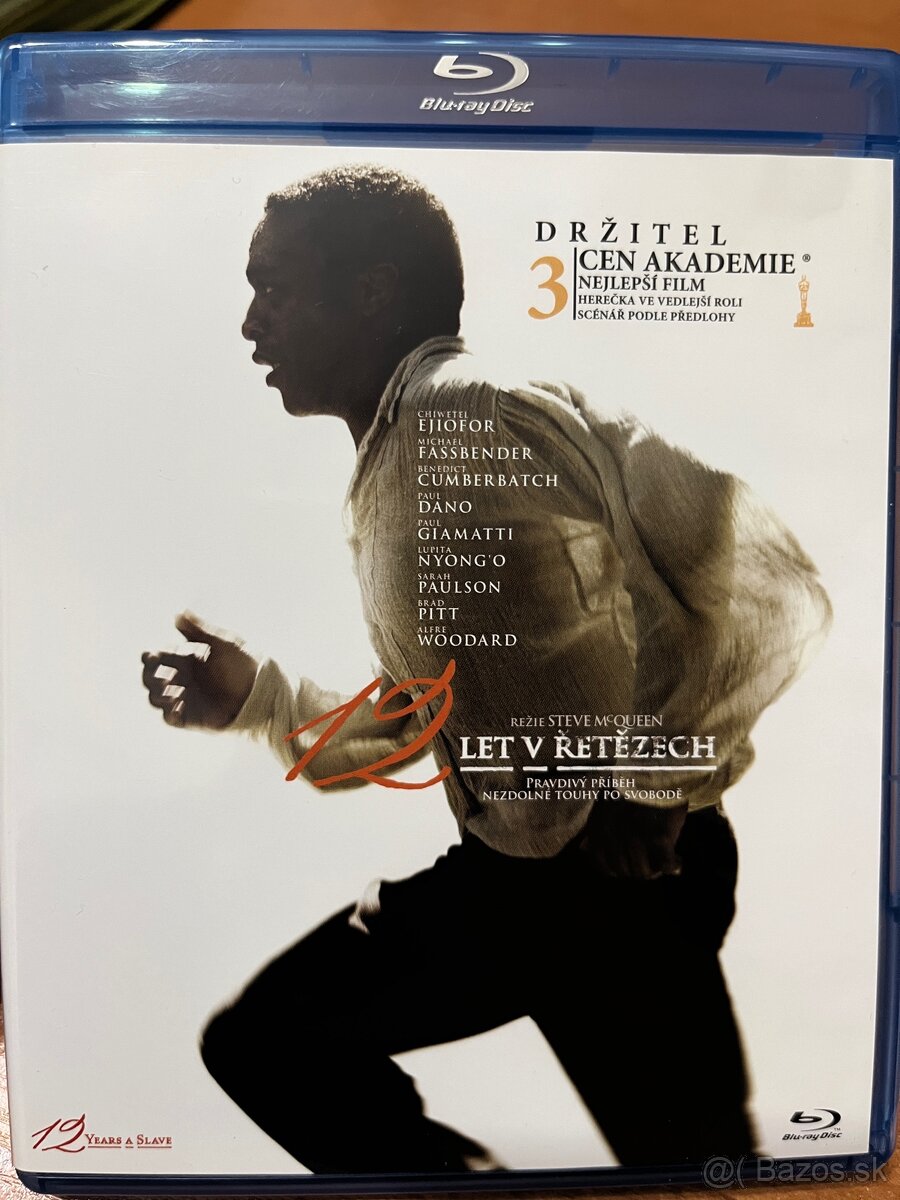 Blu-ray Disc
DRŽITEL
3 CEN AKADEMIE®
NEJLEPŠÍ FILM
HEREČKA VE VEDLEJŠÍ ROLI
SCÉNÁŘ PODLE PŘEDLOHY
CHIWETEL
EJIOFOR
MICHAEL
FASSBENDER
BENEDICT
CUMBERBATCH
PAUL
DANO
PAUL
GIAMATTI
LUPITA
NYONG'O
SARAH
PAULSON
BRAD
PITT
ALFRE
WOODARD
REŽIE STEVE MCQUEEN
12 LET V ŘETĚZECH
PRAVDIVÝ PŘÍBĚH
NEZDOLNÉ TOUHY PO SVOBODĚ
12 YEARS A SLAVE
Blu-ray Disc™
@( Bazos.sk